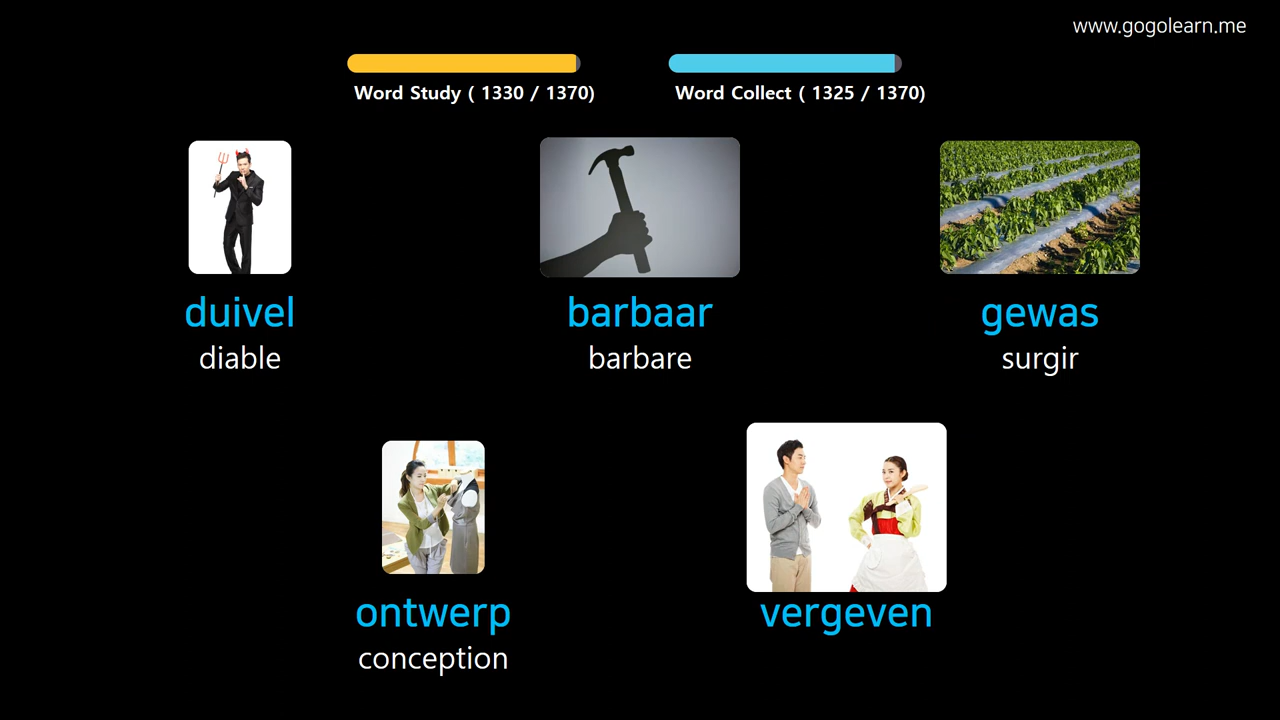 www.gogolearn.me
Word Study ( 1330 / 1370)
Word Collect ( 1325 / 1370)
duivel
diable
barbaar
barbare
gewas
surgir
ontwerp
conception
vergeven